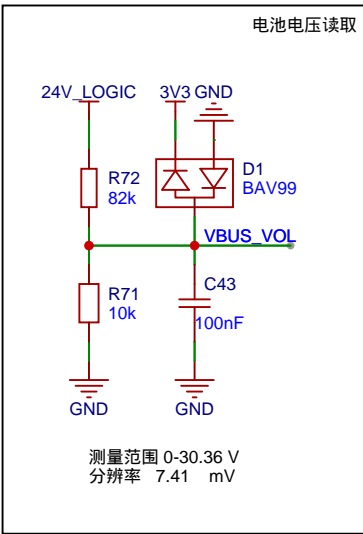 电池电压读取
24V_LOGIC
3V3 GND
D1
BAV99
R72
82k
VBUS_VOL
R71
10k
C43
100nF
GND
GND
测量范围 0-30.36 V
分辨率 7.41 mV